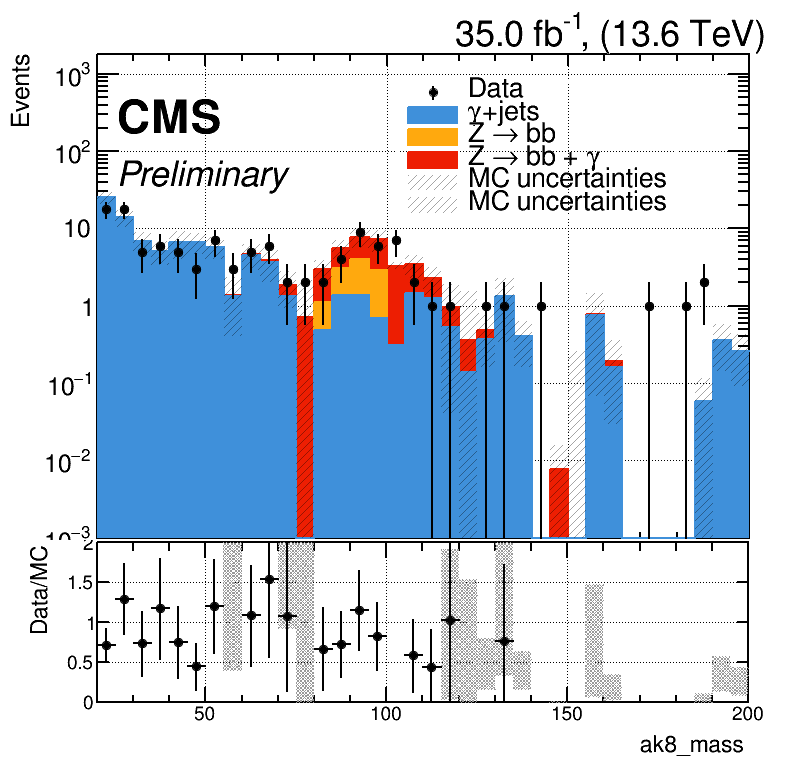 35.0 fb⁻¹, (13.6 TeV)
Events
10³
10²
10
1
10⁻¹
10⁻²
10⁻³
CMS
Preliminary
Data
γ+jets
Z → bb
Z → bb + γ
MC uncertainties
MC uncertainties
Data/MC
2
1.5
1
0.5
0
50 100 150 200
ak8_mass